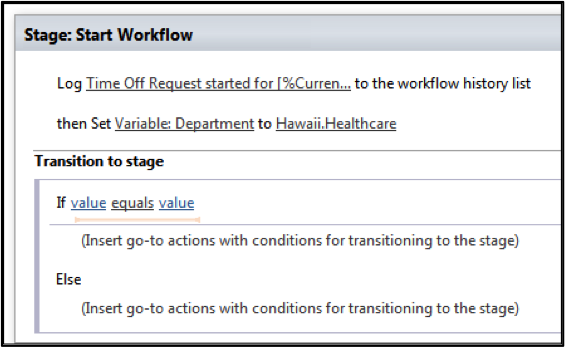 Stage: Start Workflow
Log Time Off Request started for [%Curren... to the workflow history list
then Set Variable: Department to Hawaii.Healthcare
Transition to stage
If value equals value
(Insert go-to actions with conditions for transitioning to the stage)
Else
(Insert go-to actions with conditions for transitioning to the stage)